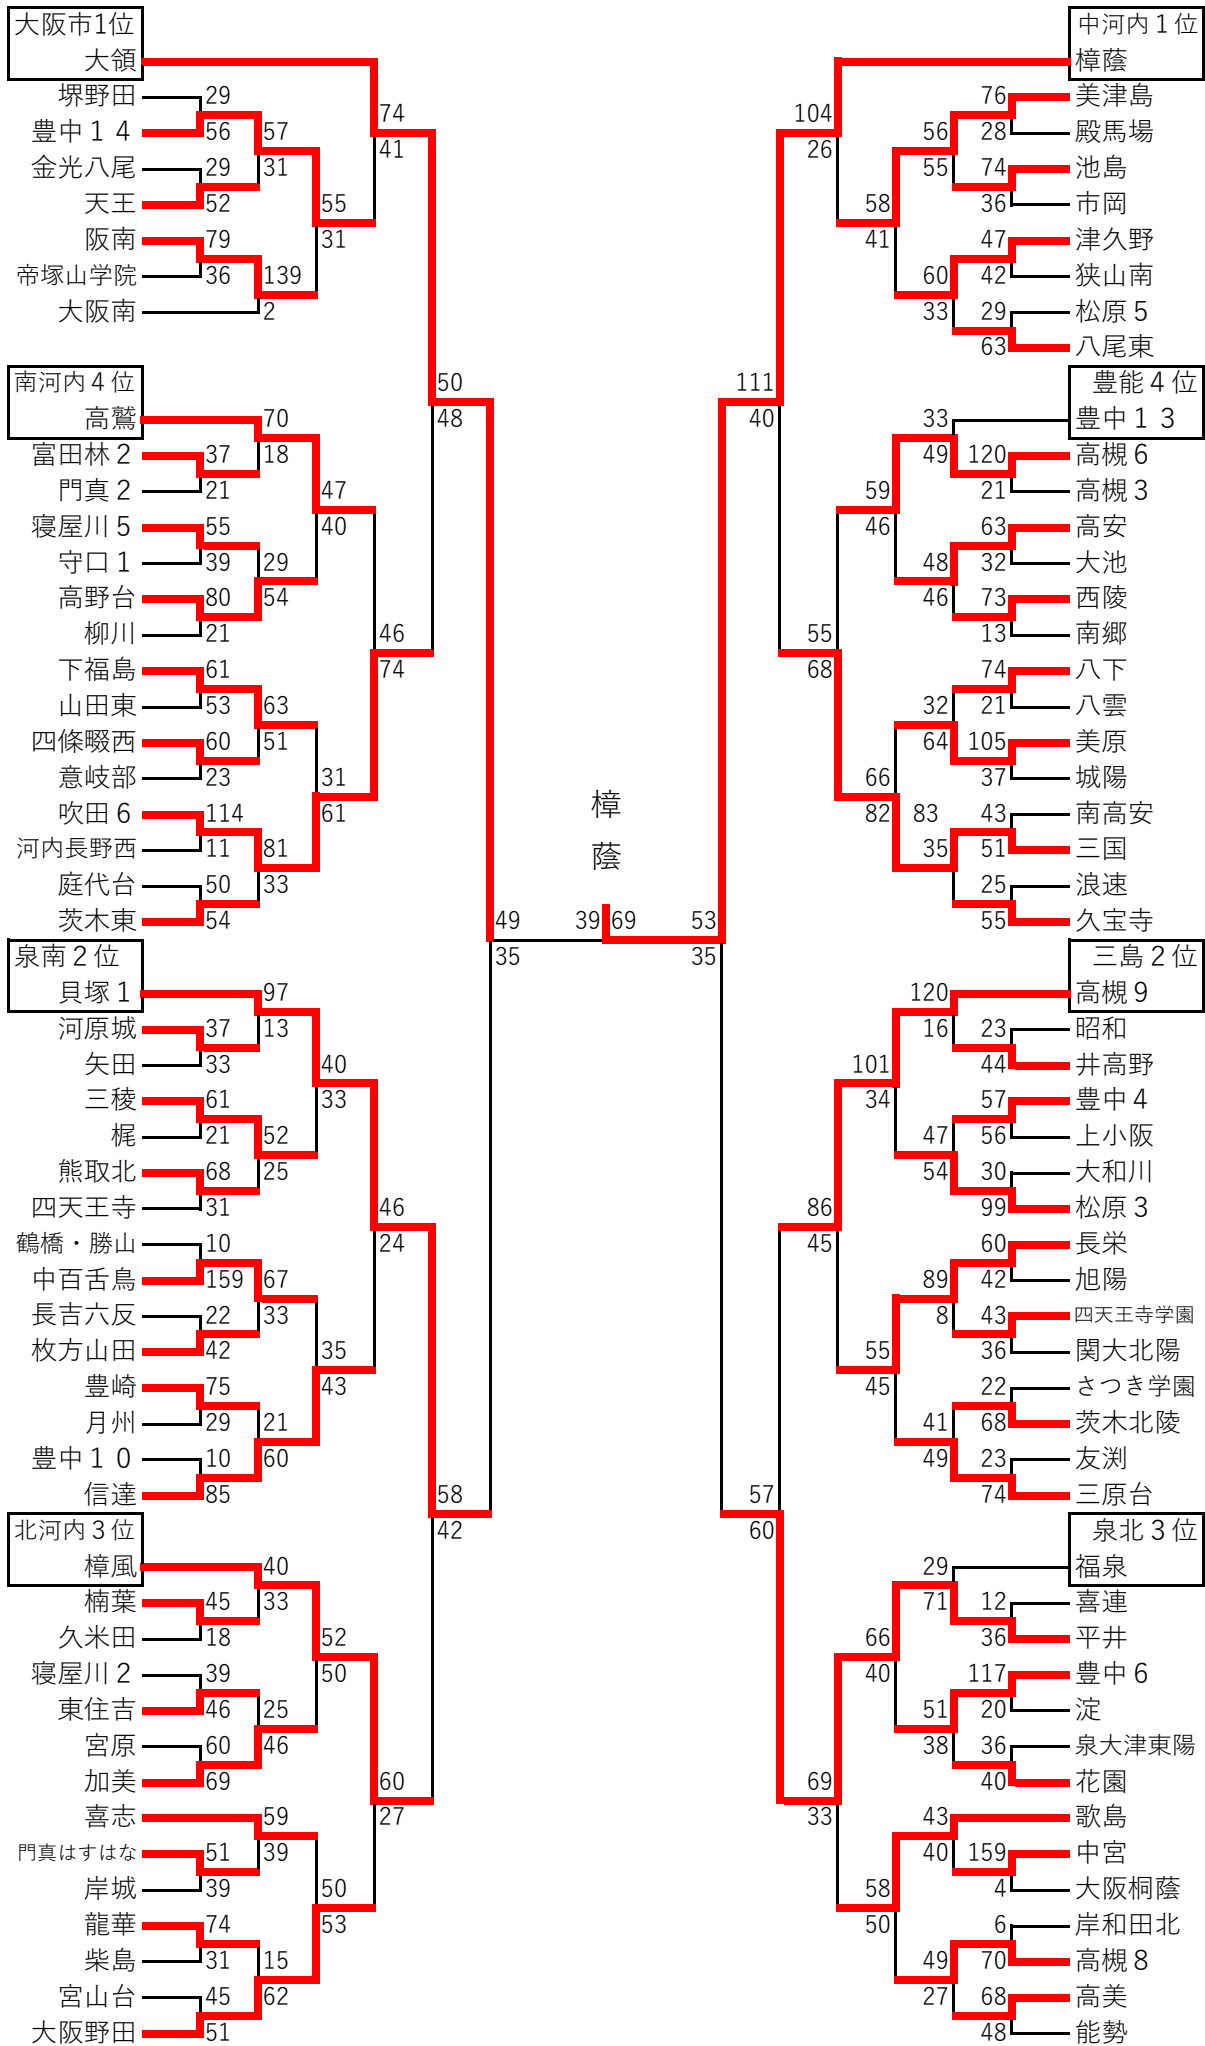 大阪市1位
大領
堺野田
豊中１４
金光八尾
天王
阪南
帝塚山学院
大阪南
29
56
29
52
79
36
57
31
139
2
55
31
74
41
南河内４位
高鷲
富田林２
門真２
寝屋川５
守口１
高野台
柳川
下福島
山田東
四條畷西
意岐部
吹田６
河内長野西
庭代台
茨木東
37
21
55
39
80
21
61
53
60
23
114
11
50
54
70
18
29
54
63
51
81
33
47
40
31
61
46
74
50
48
泉南２位
貝塚１
河原城
矢田
三稜
梶
熊取北
四天王寺
鶴橋・勝山
中百舌鳥
長吉六反
枚方山田
豊崎
月州
豊中１０
信達
37
33
61
21
68
31
10
159
22
42
75
29
10
85
97
13
52
25
67
33
21
60
40
33
35
43
46
24
北河内３位
樟風
楠葉
久米田
寝屋川２
東住吉
宮原
加美
喜志
門真はすはな
岸城
龍華
柴島
宮山台
大阪野田
45
18
39
46
60
69
51
39
74
31
45
51
40
33
25
46
59
39
15
62
52
50
50
53
60
27
58
42
49
35
樟
蔭
39
69
53
35
中河内１位
樟蔭
美津島
殿馬場
池島
市岡
津久野
狭山南
松原５
八尾東
76
28
74
36
47
42
29
63
56
55
60
33
58
41
104
26
豊能４位
豊中１３
高槻６
高槻３
高安
大池
西陵
南郷
八下
八雲
美原
城陽
南高安
三国
浪速
久宝寺
120
21
63
32
73
13
74
21
105
37
43
51
25
55
33
49
48
46
32
64
83
35
59
46
66
82
55
68
111
40
三島２位
高槻９
昭和
井高野
豊中４
上小阪
大和川
松原３
長栄
旭陽
四天王寺学園
関大北陽
さつき学園
茨木北陵
友渕
三原台
23
44
57
56
30
99
60
42
43
36
22
68
23
74
120
16
47
54
89
8
41
49
101
34
55
45
86
45
泉北３位
福泉
喜連
平井
豊中６
淀
泉大津東陽
花園
歌島
中宮
大阪桐蔭
岸和田北
高槻８
高美
能勢
12
36
117
20
36
40
159
4
6
70
68
48
29
71
51
38
43
40
49
27
66
40
58
50
69
33
57
60